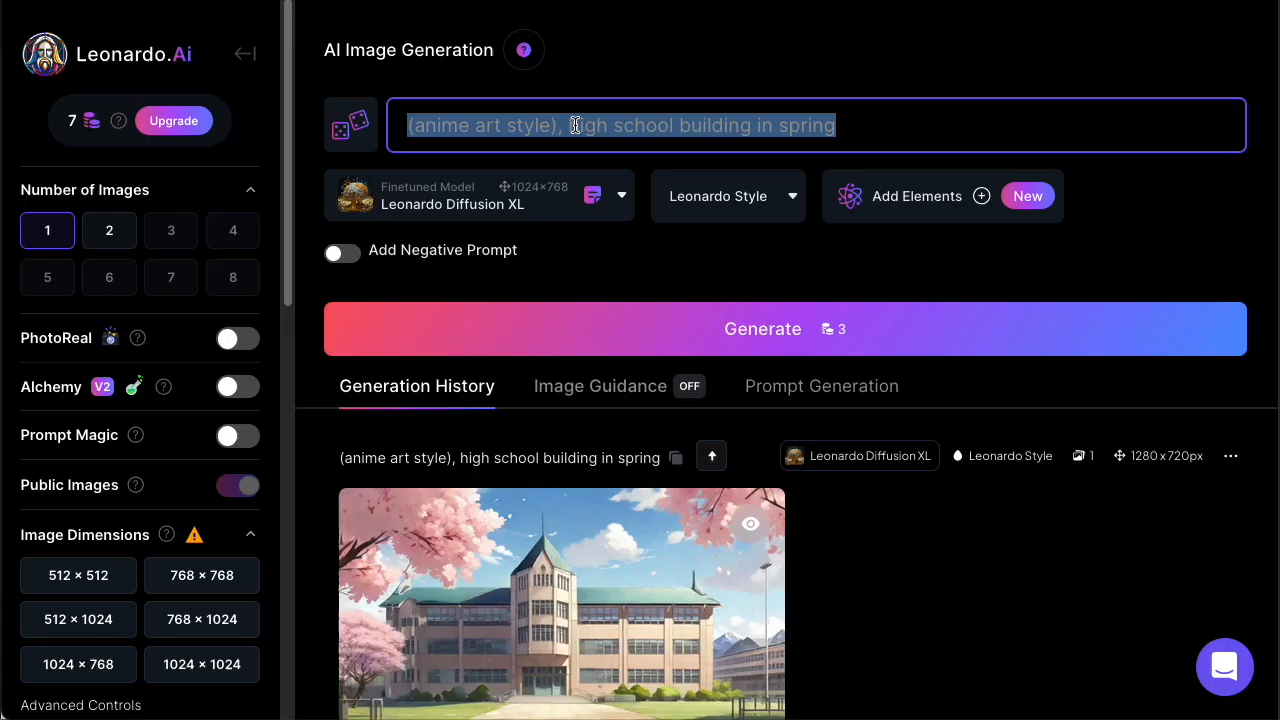 Leonardo.Ai
7 Upgrade
Number of Images
1 2 3 4
5 6 7 8
PhotoReal
Alchemy V2
Prompt Magic
Public Images
Image Dimensions
512 × 512 768 × 768
512 × 1024 768 × 1024
1024 × 768 1024 × 1024
Advanced Controls
AI Image Generation ?
(anime art style), high school building in spring
Finetuned Model 1024×768
Leonardo Diffusion XL
Leonardo Style
Add Elements New
Add Negative Prompt
Generate 3
Generation History Image Guidance OFF Prompt Generation
(anime art style), high school building in spring Leonardo Diffusion XL Leonardo Style 1 1280 x 720px